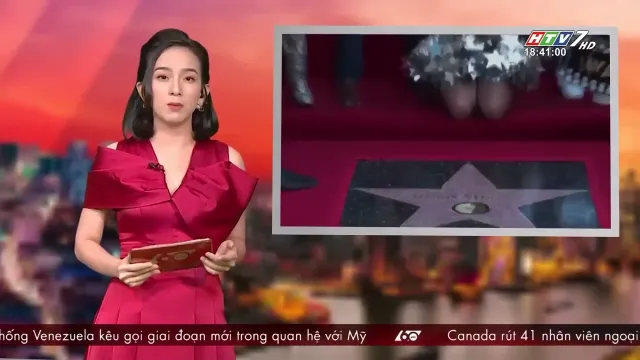 HTV7 HD
18:41:00
hống Venezuela kêu gọi giai đoạn mới trong quan hệ với Mỹ 60 Canada rút 41 nhân viên ngoại